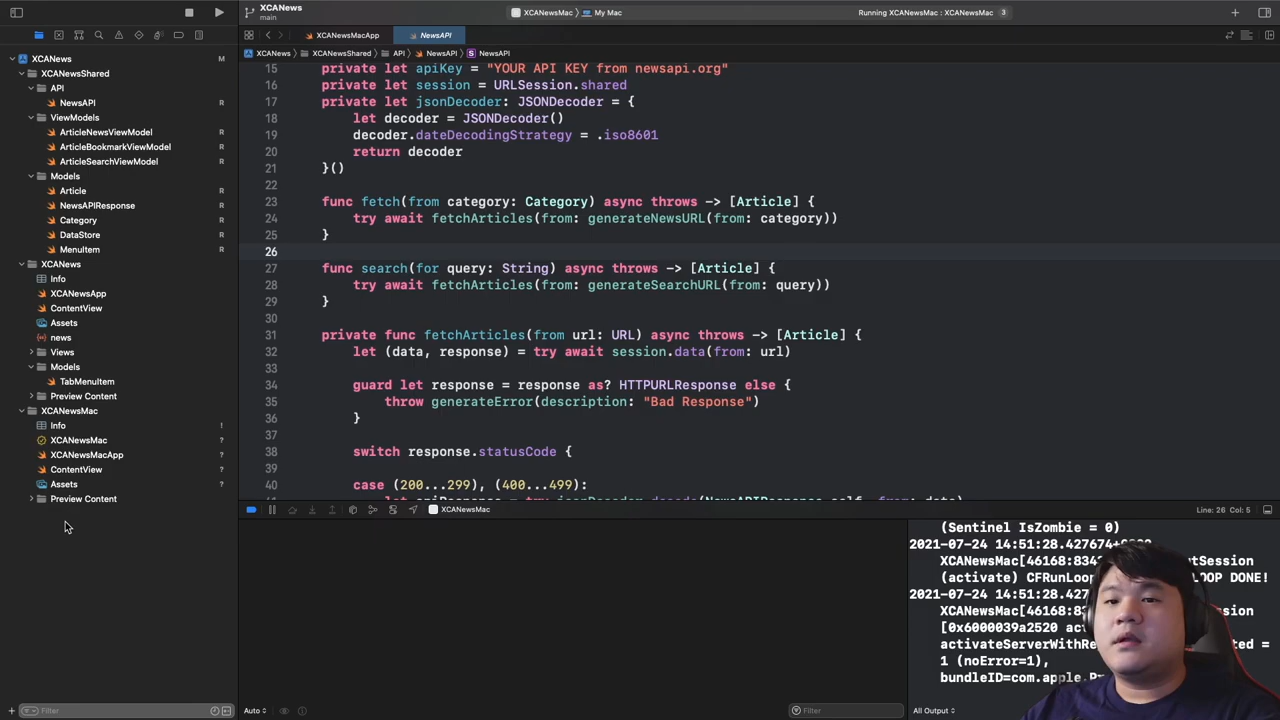 XCANews
main
XCANewsMac
My Mac
Running XCANewsMac : XCANewsMac
3
XCANewsMacApp
NewsAPI
XCANews
XCANewsShared
API
NewsAPI
NewsAPI
XCANews M
XCANewsShared
API
NewsAPI R
ViewModels
ArticleNewsViewModel R
ArticleBookmarkViewModel R
ArticleSearchViewModel R
Models
Article R
NewsAPIResponse R
Category R
DataStore R
MenuItem R
XCANews
Info
XCANewsApp
ContentView
Assets
news
Views
Models
TabMenuItem
Preview Content
XCANewsMac
Info !
XCANewsMac ?
XCANewsMacApp ?
ContentView ?
Assets ?
Preview Content ?
Filter
15 private let apiKey = "YOUR API KEY from newsapi.org"
16 private let session = URLSession.shared
17 private let jsonDecoder: JSONDecoder = {
18 let decoder = JSONDecoder()
19 decoder.dateDecodingStrategy = .iso8601
20 return decoder
21 }()
22
23 func fetch(from category: Category) async throws -> [Article] {
24 try await fetchArticles(from: generateNewsURL(from: category))
25 }
26
27 func search(for query: String) async throws -> [Article] {
28 try await fetchArticles(from: generateSearchURL(from: query))
29 }
30
31 private func fetchArticles(from url: URL) async throws -> [Article] {
32 let (data, response) = try await session.data(from: url)
33
34 guard let response = response as? HTTPURLResponse else {
35 throw generateError(description: "Bad Response")
36 }
37
38 switch response.statusCode {
39
40 case (200...299), (400...499):
XCANewsMac
Line: 26 Col: 5
(Sentinel IsZombie = 0)
2021-07-24 14:51:28.427674+
XCANewsMac[46168:834
(activate) CFRunLoop
LOOP DONE!
2021-07-24 14:51:28.427
XCANewsMac[46168:83
[0x6000039a2520
activateServerWithRe
1 (noError=1),
bundleID=com.apple.P
Auto
Filter
All Output